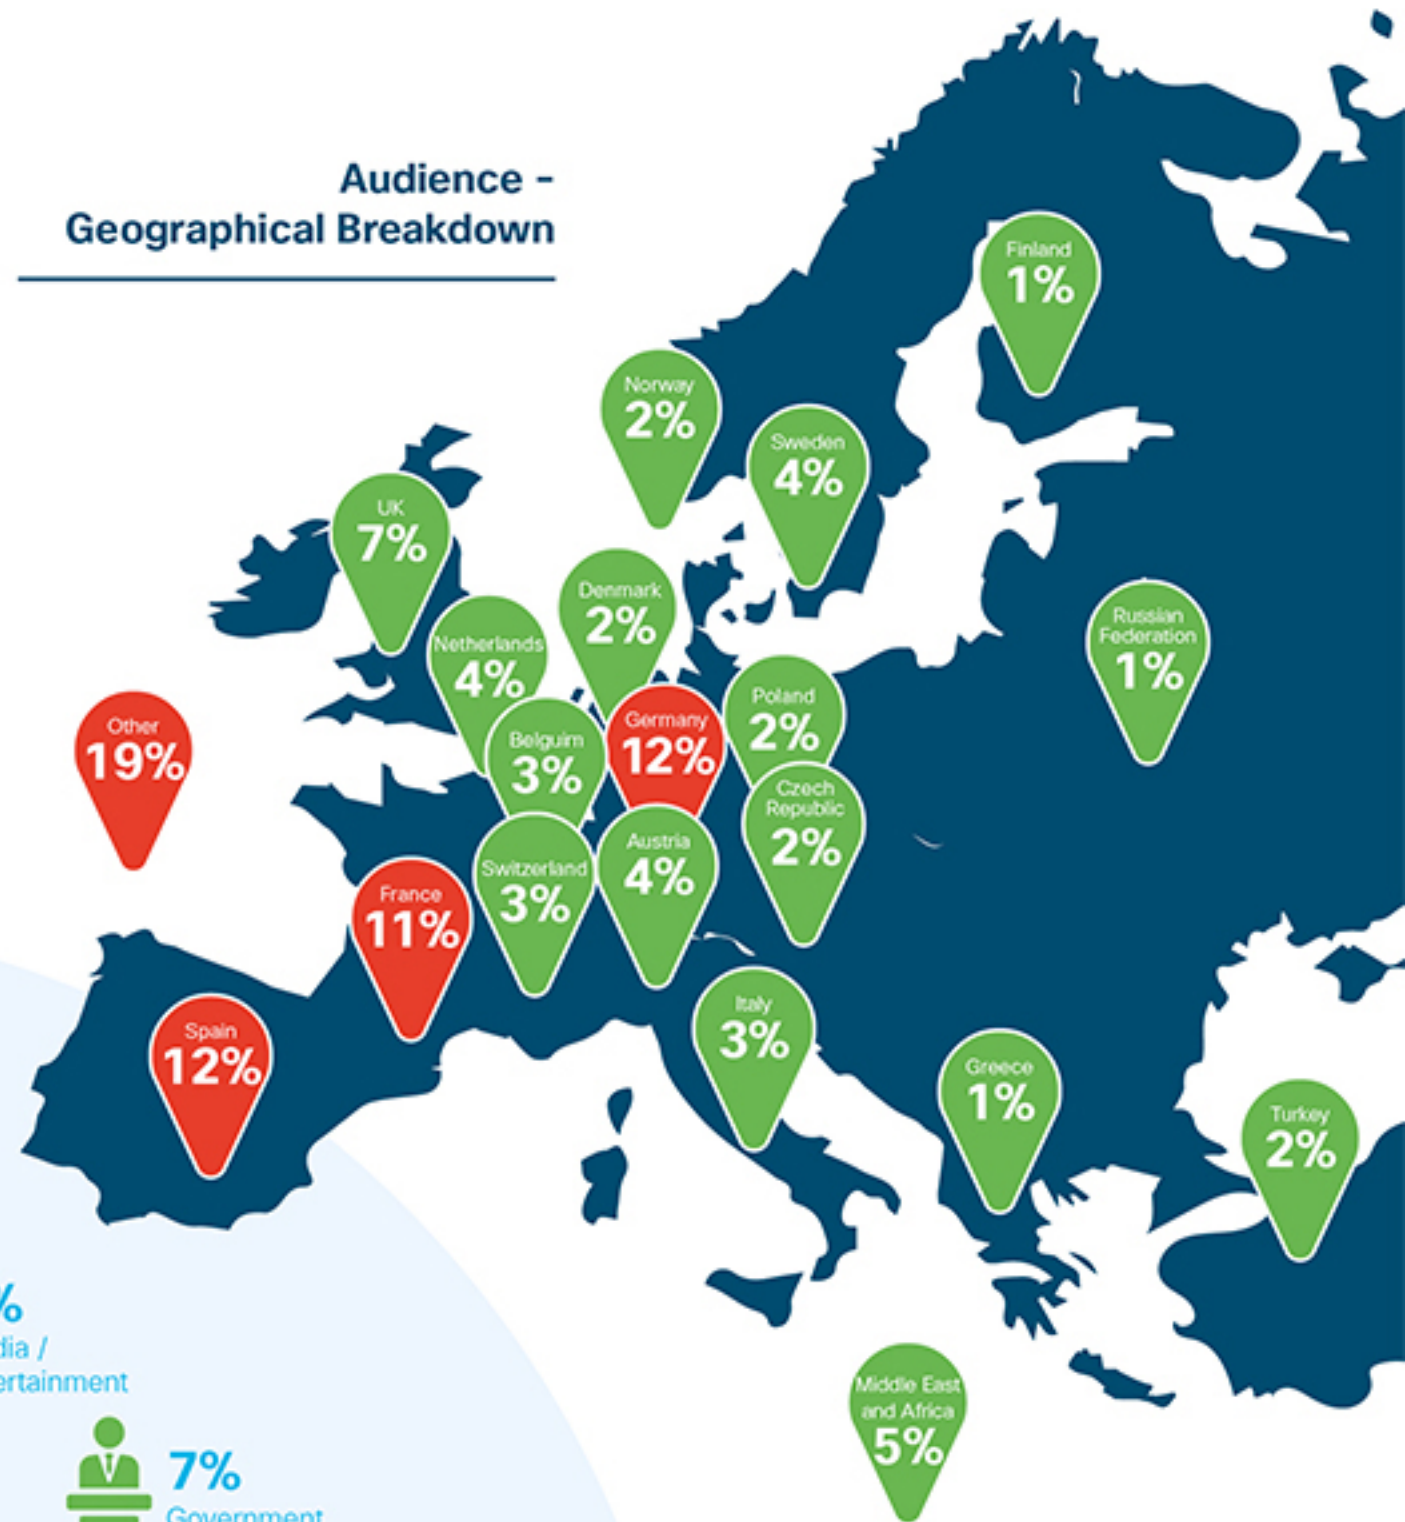 Audience -
Geographical Breakdown
Finland
1%
Norway
2%
Sweden
4%
UK
7%
Denmark
2%
Netherlands
4%
Russian
Federation
1%
Other
19%
Germany
12%
Poland
2%
Belguim
3%
Czech
Republic
2%
Austria
4%
Switzerland
3%
France
11%
Italy
3%
Spain
12%
Greece
1%
Turkey
2%
Middle East
and Africa
5%
%
dia /
ertainment
7%
Government